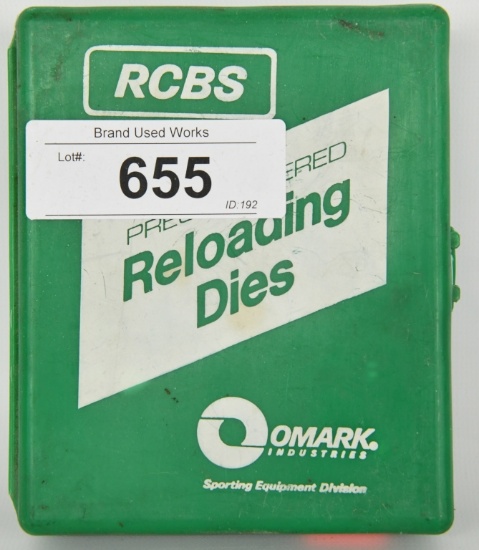 RCBS
Brand Used Works
Lot#:
655
ID:192
Reloading
Dies
OMARK.
INDUSTRIES
Sporting Equipment Division